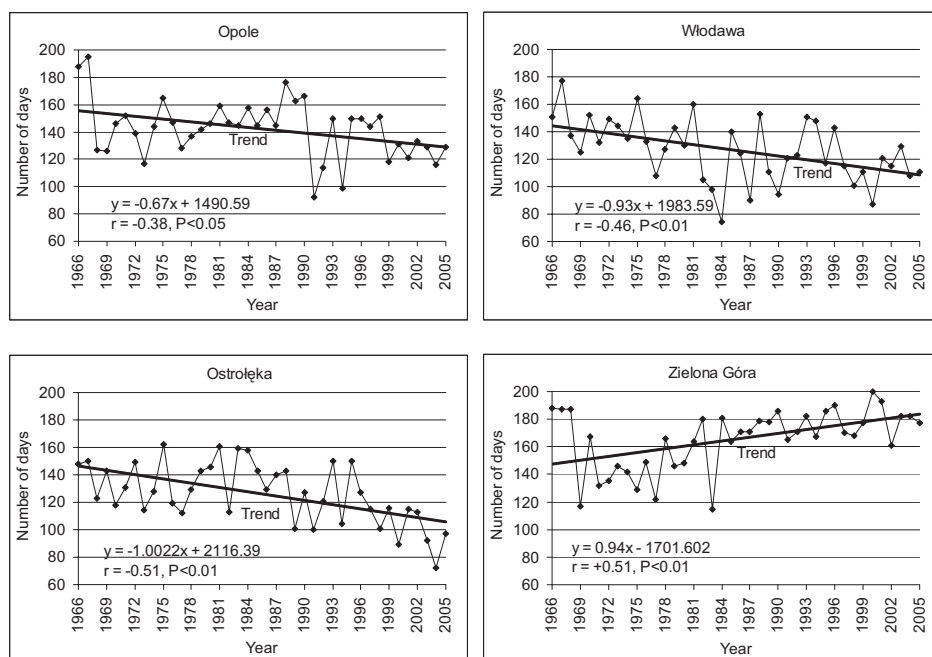 Opole
Number of days
200
180
160
140
120
100
80
60
Trend
y = -0.67x + 1490.59
r = -0.38, P<0.05
1966 1969 1972 1975 1978 1981 1984 1987 1990 1993 1996 1999 2002 2005
Year
Włodawa
Number of days
200
180
160
140
120
100
80
60
Trend
y = -0.93x + 1983.59
r = -0.46, P<0.01
1966 1969 1972 1975 1978 1981 1984 1987 1990 1993 1996 1999 2002 2005
Year
Ostrołęka
Number of days
200
180
160
140
120
100
80
60
Trend
y = -1.0022x + 2116.39
r = -0.51, P<0.01
1966 1969 1972 1975 1978 1981 1984 1987 1990 1993 1996 1999 2002 2005
Year
Zielona Góra
Number of days
200
180
160
140
120
100
80
60
Trend
y = 0.94x - 1701.602
r = +0.51, P<0.01
1966 1969 1972 1975 1978 1981 1984 1987 1990 1993 1996 1999 2002 2005
Year